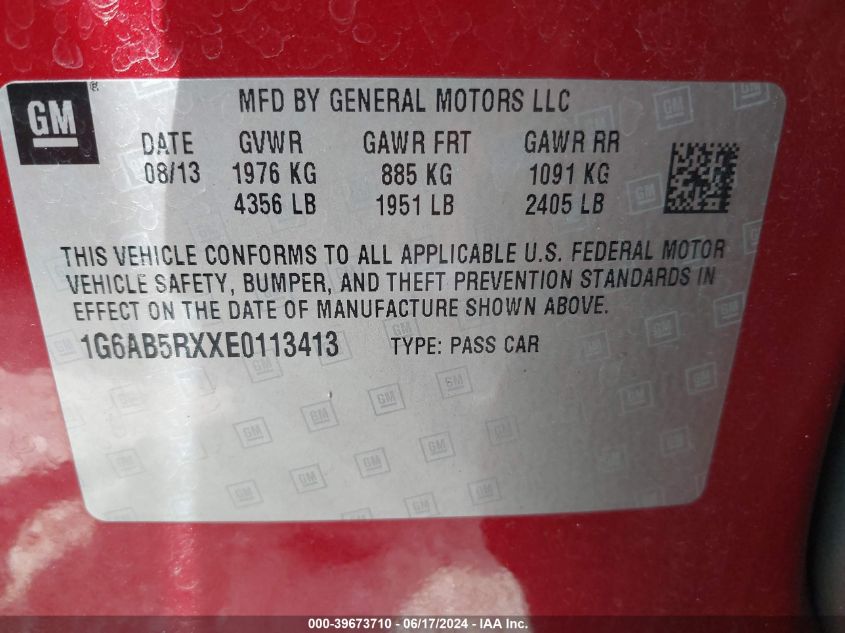 GM ®
MFD BY GENERAL MOTORS LLC
DATE GVWR GAWR FRT GAWR RR
08/13 1976 KG 885 KG 1091 KG
4356 LB 1951 LB 2405 LB
THIS VEHICLE CONFORMS TO ALL APPLICABLE U.S. FEDERAL MOTOR
VEHICLE SAFETY, BUMPER, AND THEFT PREVENTION STANDARDS IN
EFFECT ON THE DATE OF MANUFACTURE SHOWN ABOVE.
1G6AB5RXXE0113413 TYPE: PASS CAR
000-39673710 - 06/17/2024 - IAA Inc.